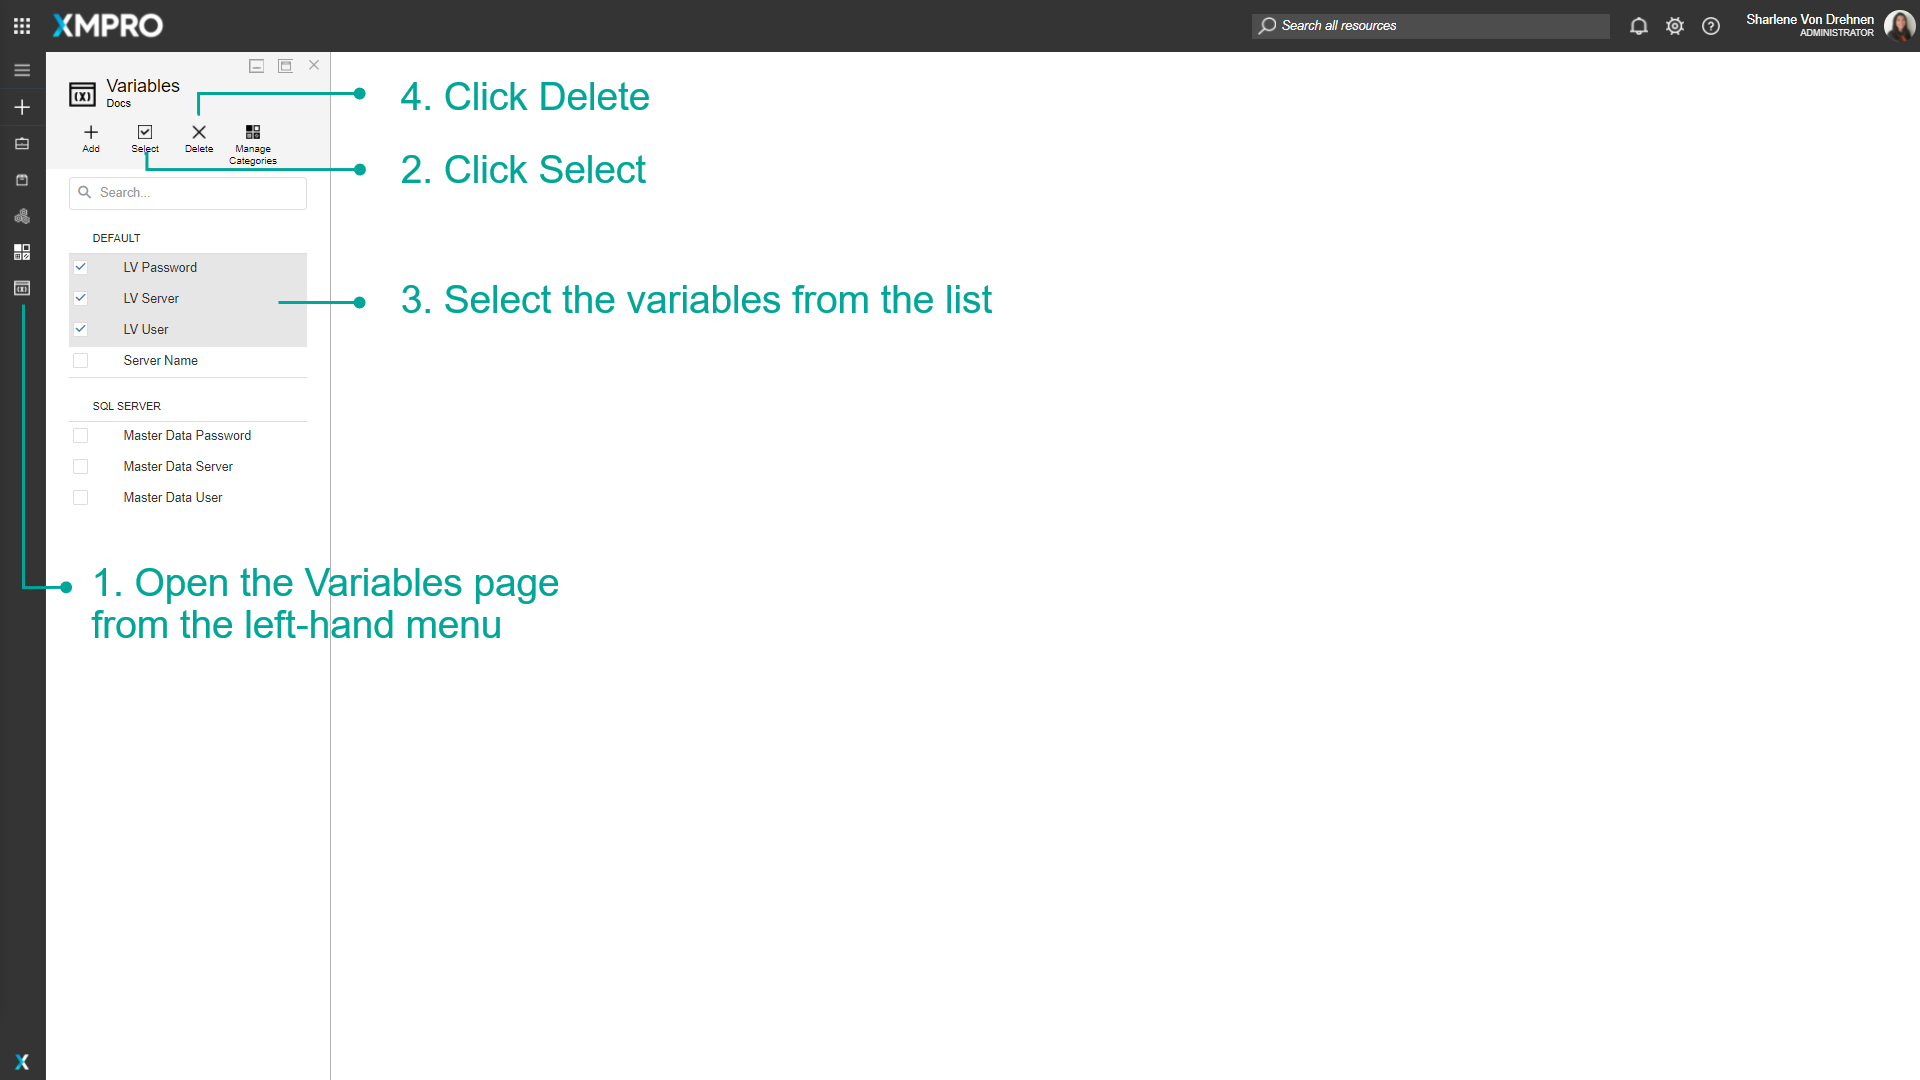 XMPRO
Search all resources
Sharlene Von Drehnen
ADMINISTRATOR
Variables
Docs
Add
Select
Delete
Manage
Categories
Search...
DEFAULT
LV Password
LV Server
LV User
Server Name
SQL SERVER
Master Data Password
Master Data Server
Master Data User
4. Click Delete
2. Click Select
3. Select the variables from the list
1. Open the Variables page
from the left-hand menu